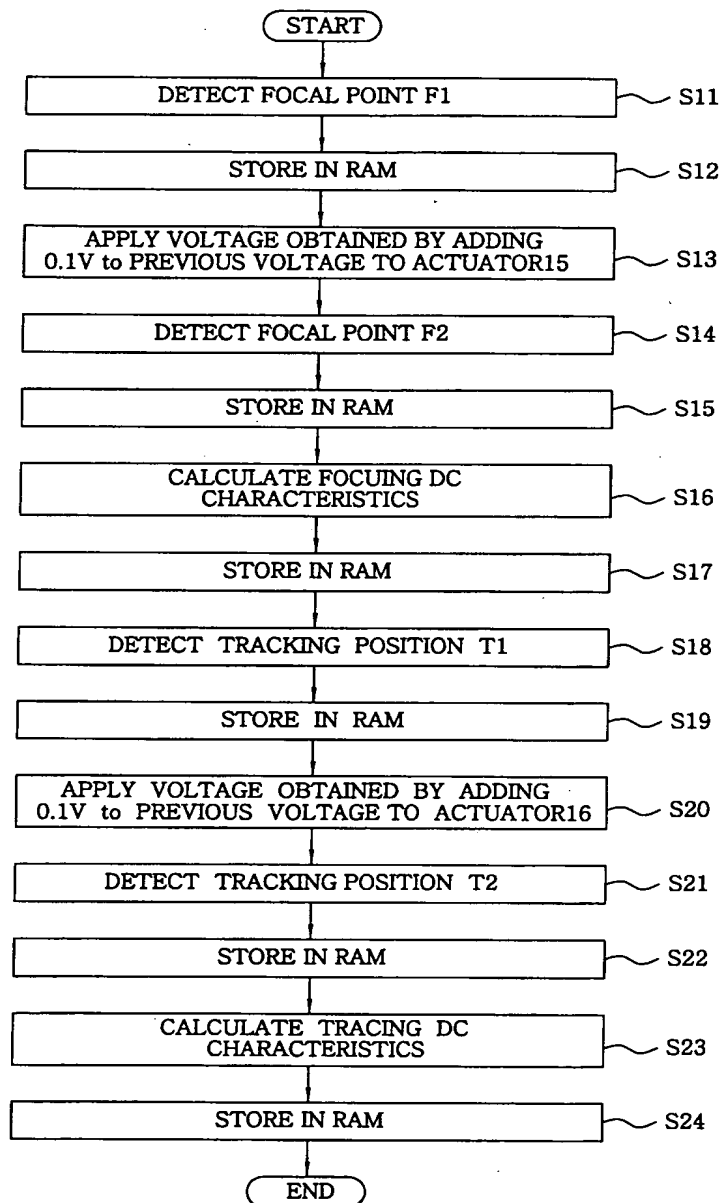 START
DETECT FOCAL POINT F1
S11
STORE IN RAM
S12
APPLY VOLTAGE OBTAINED BY ADDING
0.1V to PREVIOUS VOLTAGE TO ACTUATOR15
S13
DETECT FOCAL POINT F2
S14
STORE IN RAM
S15
CALCULATE FOCUING DC
CHARACTERISTICS
S16
STORE IN RAM
S17
DETECT TRACKING POSITION T1
S18
STORE IN RAM
S19
APPLY VOLTAGE OBTAINED BY ADDING
0.1V to PREVIOUS VOLTAGE TO ACTUATOR16
S20
DETECT TRACKING POSITION T2
S21
STORE IN RAM
S22
CALCULATE TRACING DC
CHARACTERISTICS
S23
STORE IN RAM
S24
END